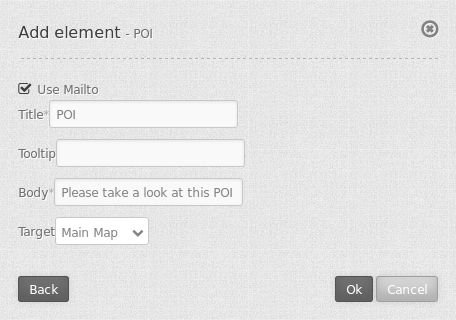 Add element - POI
Use Mailto
Title* POI
Tooltip
Body* Please take a look at this POI
Target Main Map
Back Ok Cancel